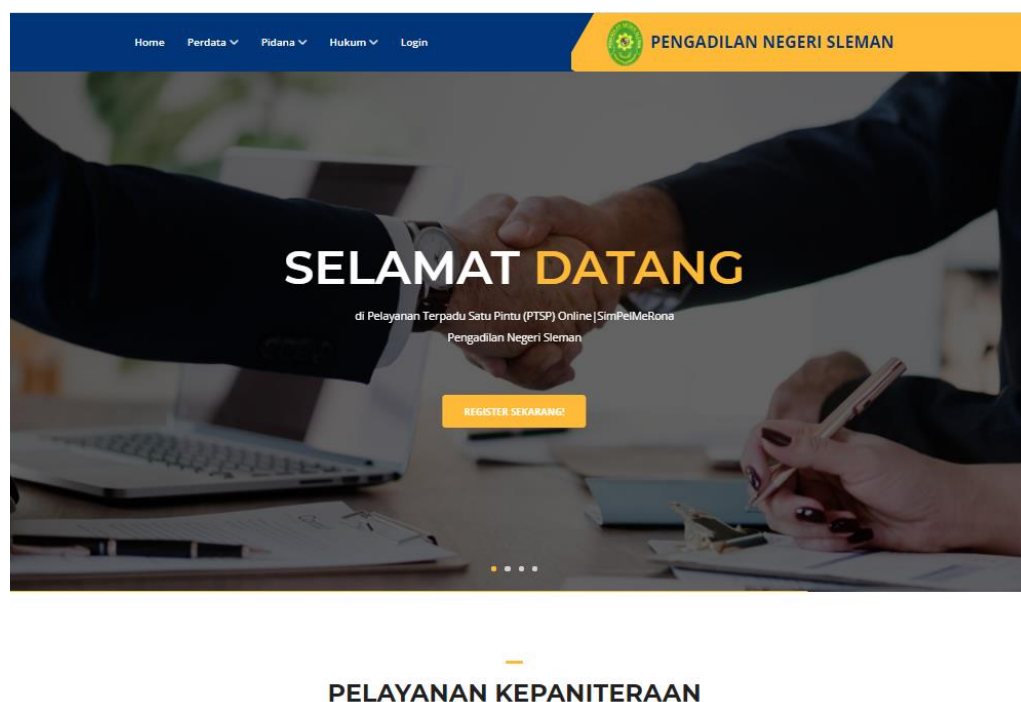 Home Perdata Pidana Hukum Login
PENGADILAN NEGERI SLEMAN
SELAMAT DATANG
di Pelayanan Terpadu Satu Pintu (PTSP) Online|SimPelMeRona
Pengadilan Negeri Sleman
REGISTER SEKARANG!
PELAYANAN KEPANITERAAN